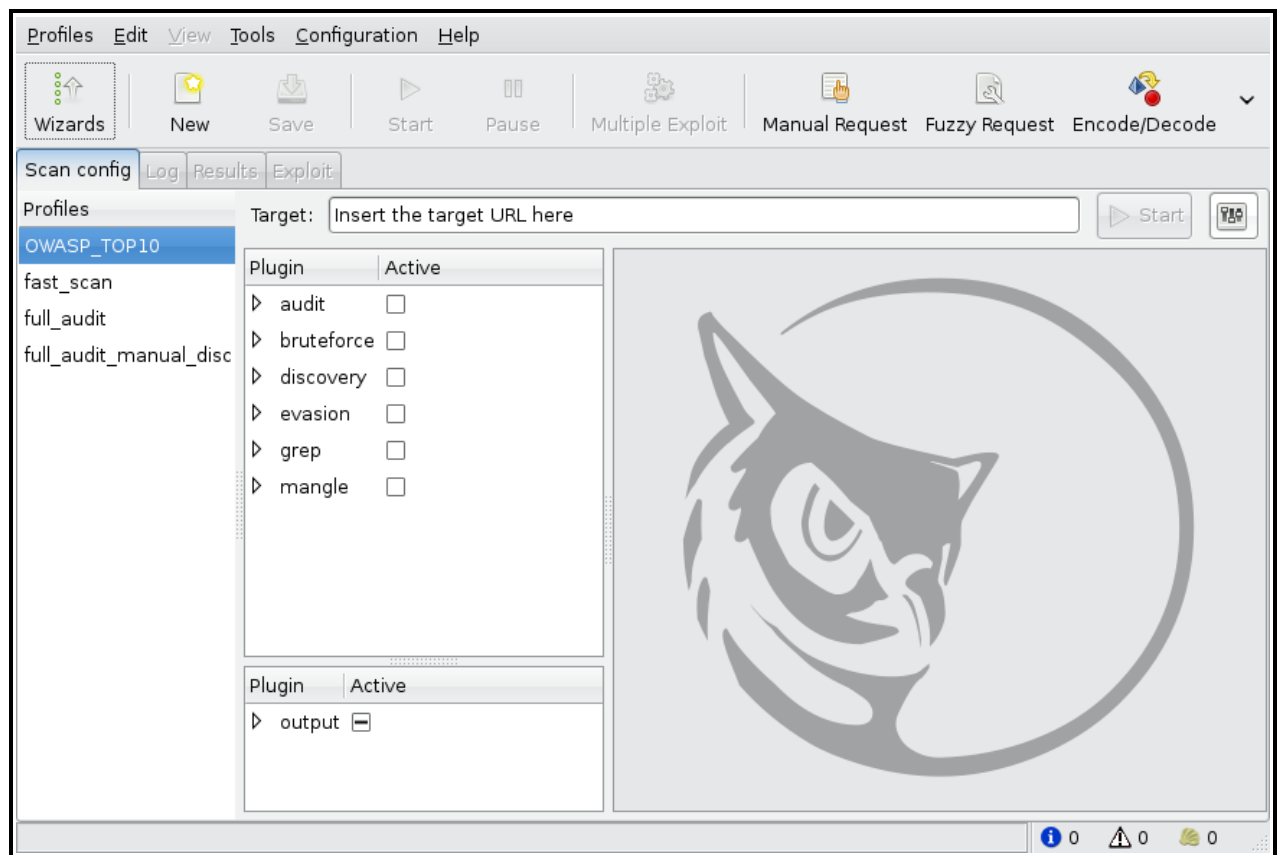 Profiles Edit View Tools Configuration Help
Wizards New Save Start Pause Multiple Exploit Manual Request Fuzzy Request Encode/Decode
Scan config Log Results Exploit
Profiles
OWASP_TOP10
fast_scan
full_audit
full_audit_manual_disc
Target: Insert the target URL here Start
Plugin Active
audit
bruteforce
discovery
evasion
grep
mangle
Plugin Active
output
0 0 0